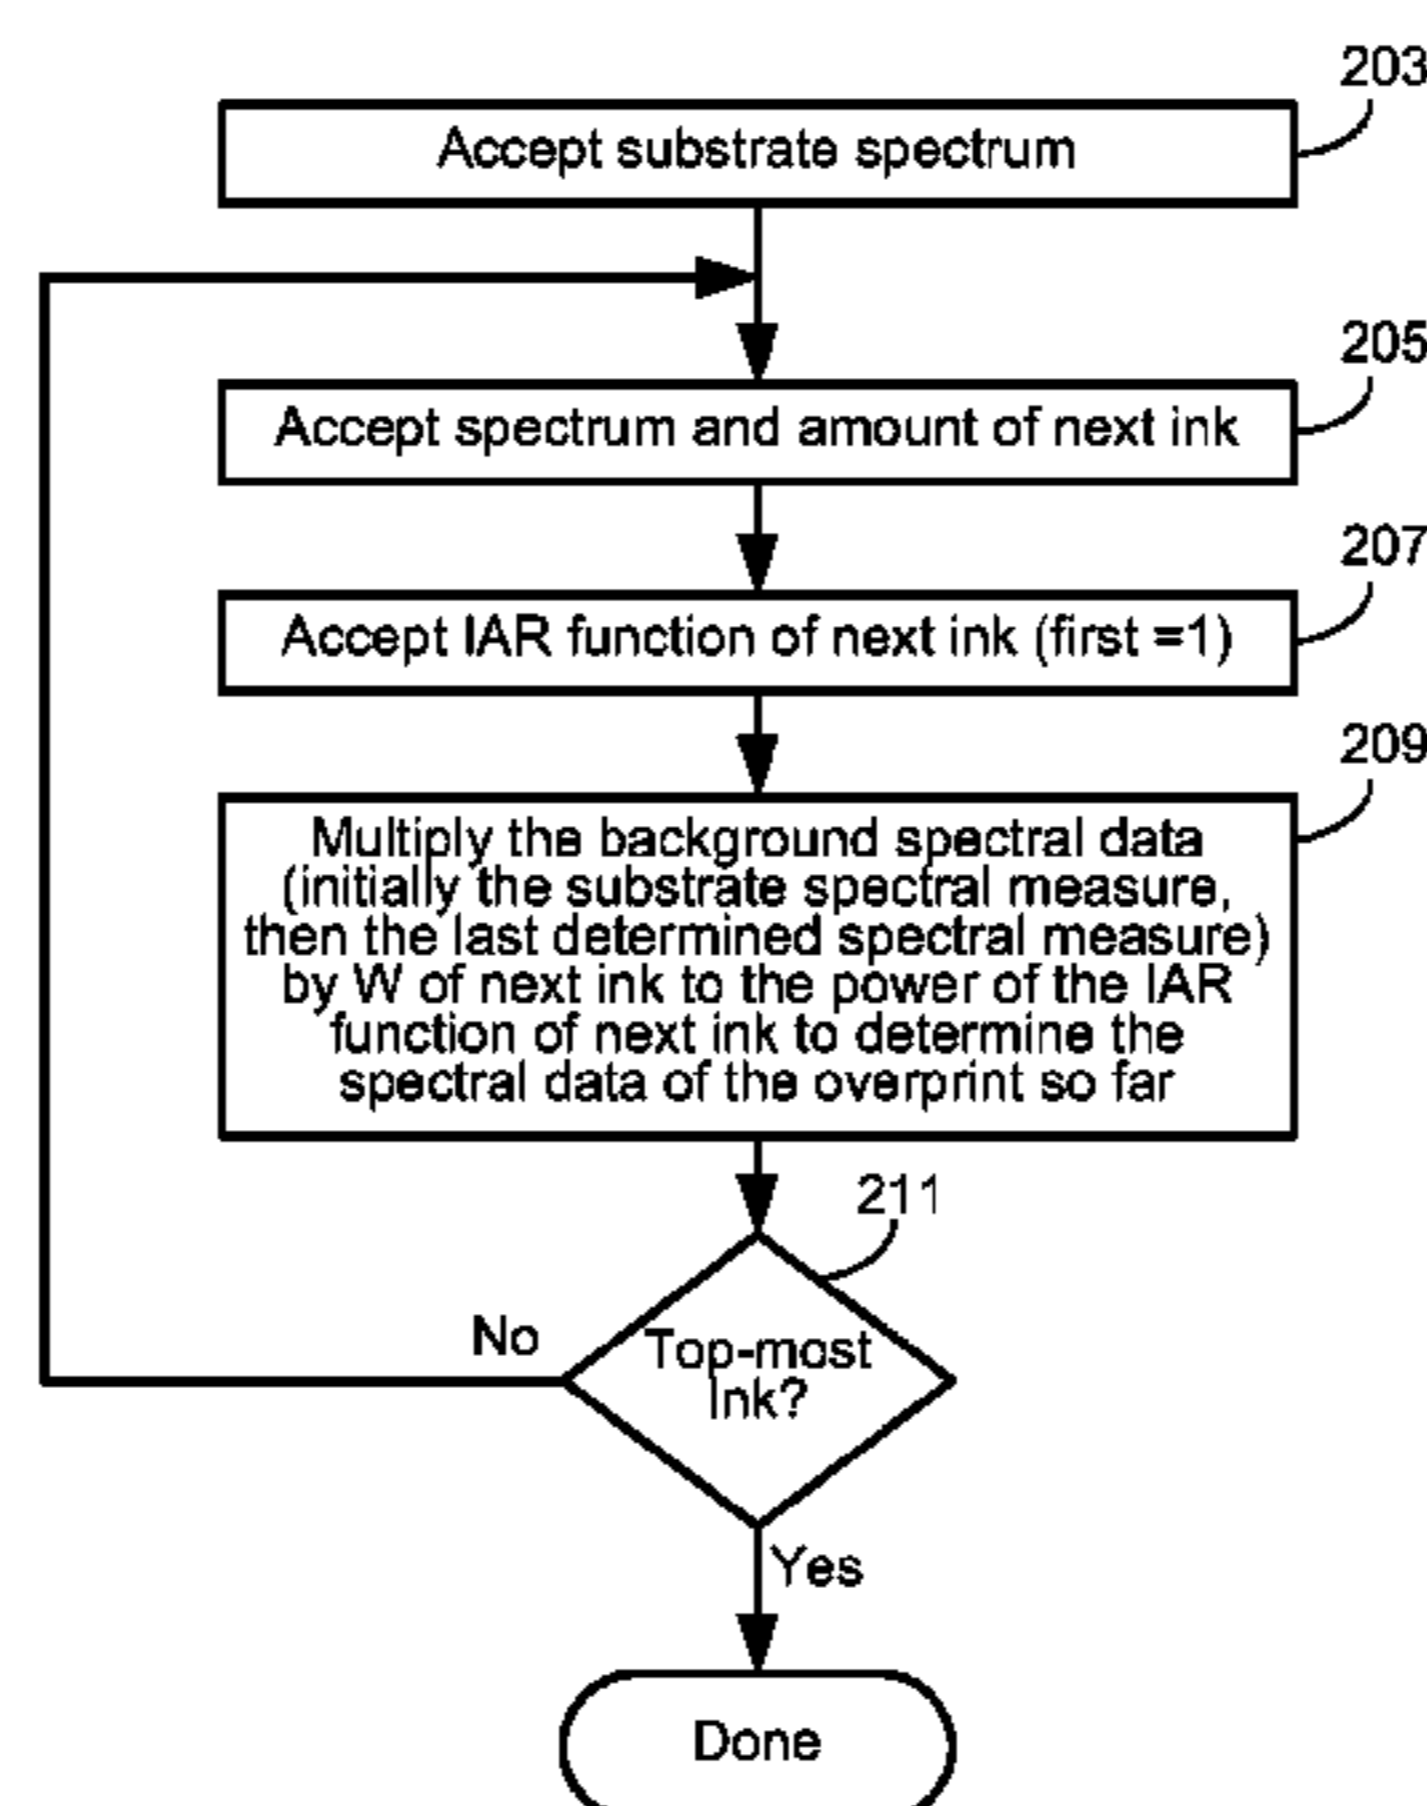 203
Accept substrate spectrum
205
Accept spectrum and amount of next ink
207
Accept IAR function of next ink (first =1)
209
Multiply the background spectral data
(initially the substrate spectral measure,
then the last determined spectral measure)
by W of next ink to the power of the IAR
function of next ink to determine the
spectral data of the overprint so far
211
No
Top-most
Ink?
Yes
Done